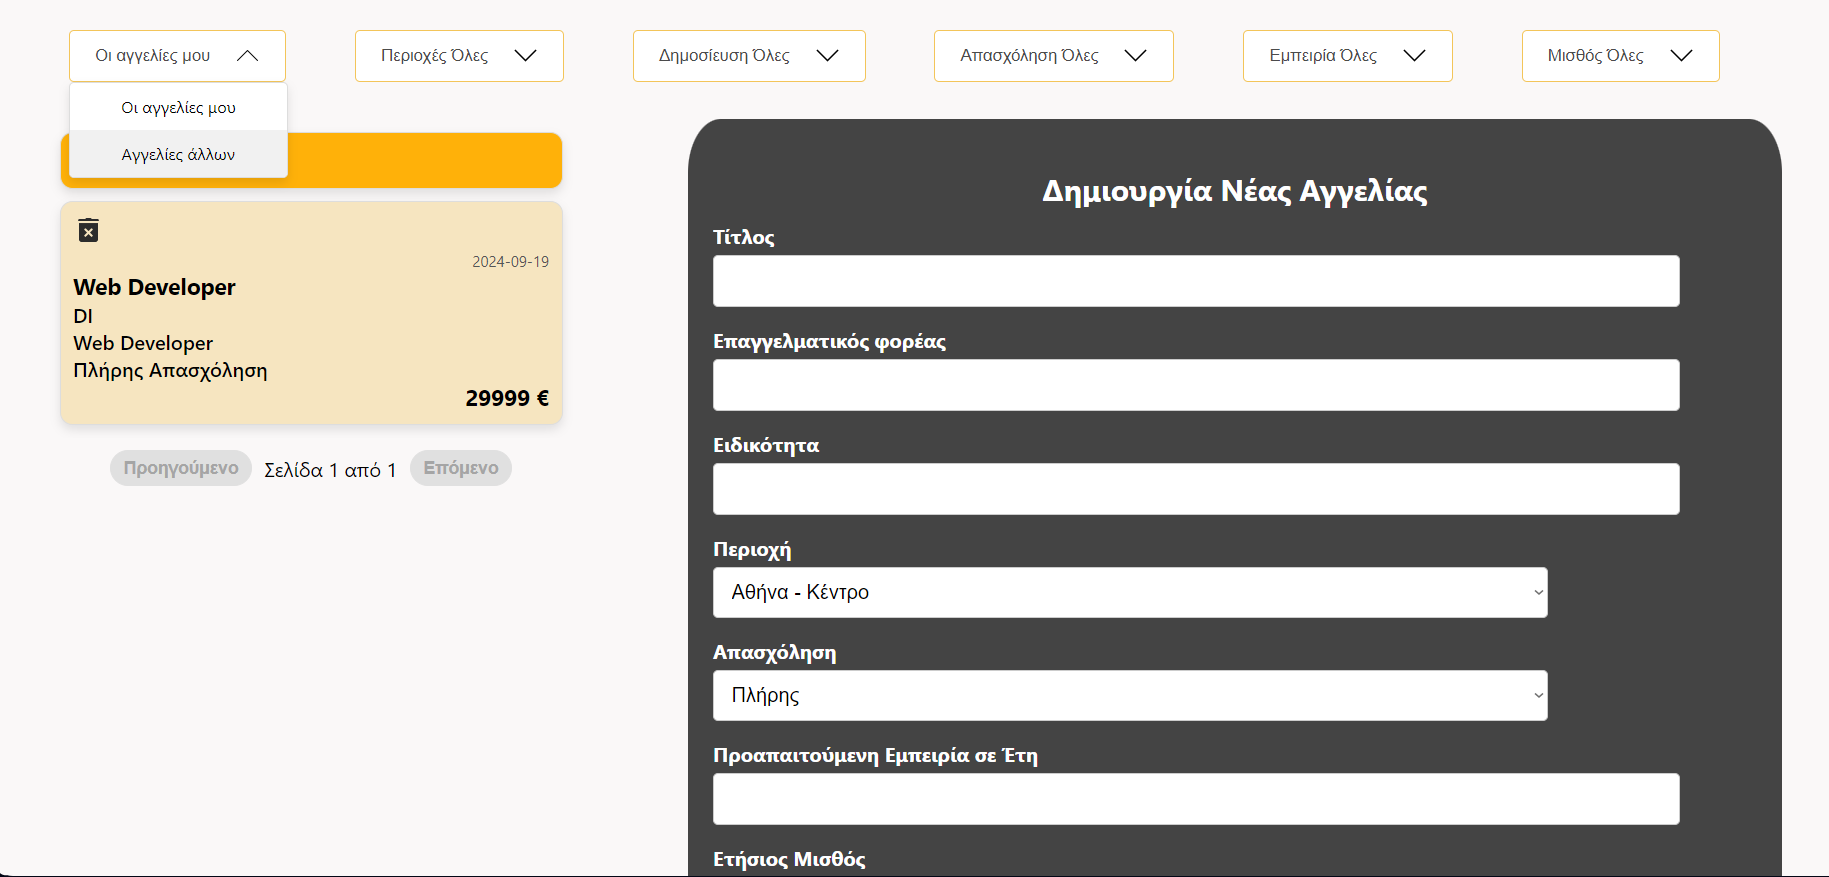 Οι αγγελίες μου
Περιοχές Όλες
Δημοσίευση Όλες
Απασχόληση Όλες
Εμπειρία Όλες
Μισθός Όλες
Οι αγγελίες μου
Αγγελίες άλλων
2024-09-19
Web Developer
DI
Web Developer
Πλήρης Απασχόληση
29999 €
Προηγούμενο
Σελίδα 1 από 1
Επόμενο
Δημιουργία Νέας Αγγελίας
Τίτλος
Επαγγελματικός φορέας
Ειδικότητα
Περιοχή
Αθήνα - Κέντρο
Απασχόληση
Πλήρης
Προαπαιτούμενη Εμπειρία σε Έτη
Ετήσιος Μισθός